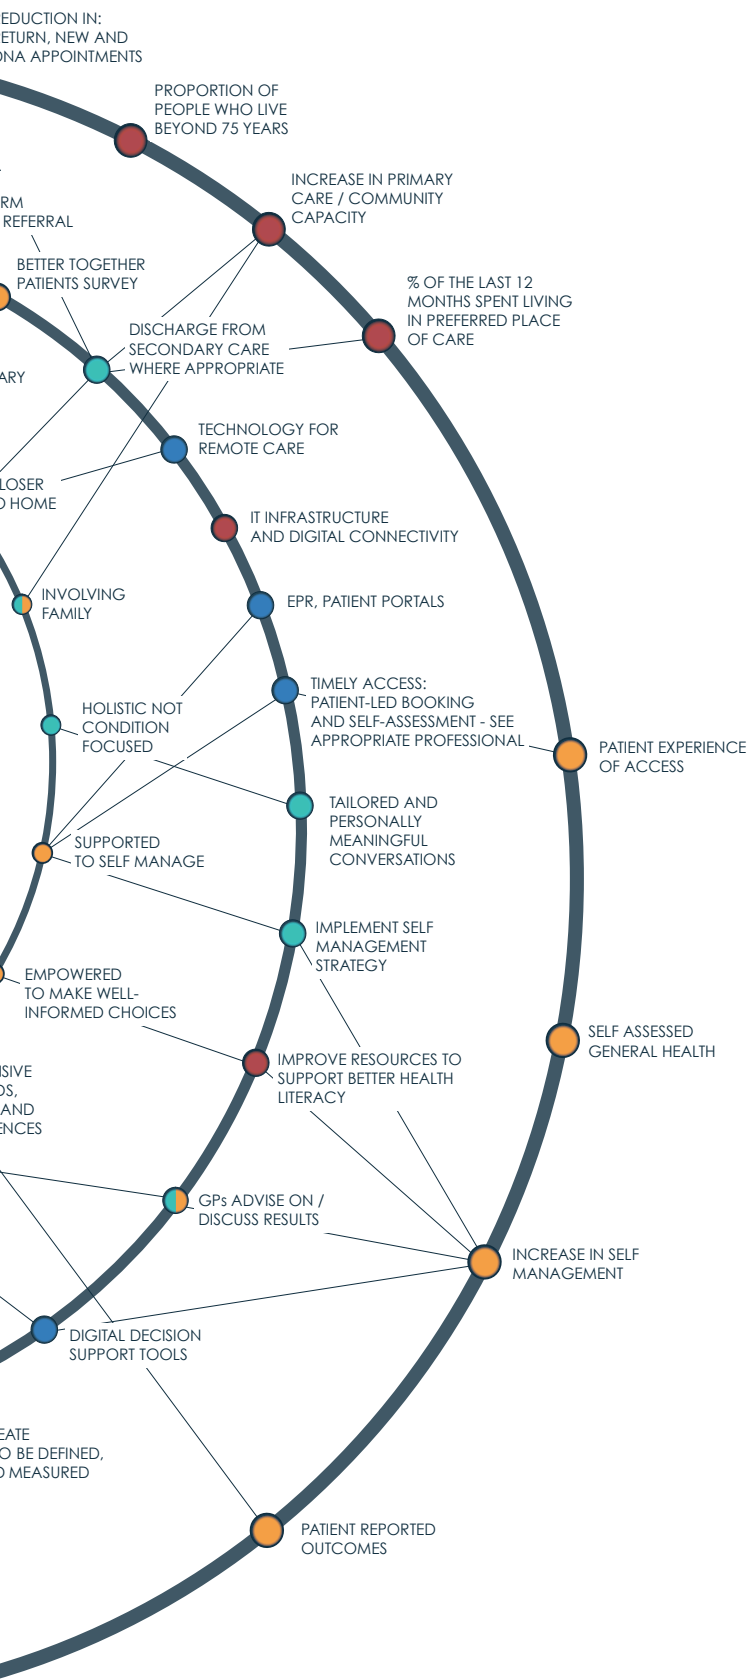 EDUCTION IN:
ETURN, NEW AND
DNA APPOINTMENTS
PROPORTION OF
PEOPLE WHO LIVE
BEYOND 75 YEARS
INCREASE IN PRIMARY
CARE / COMMUNITY
CAPACITY
RM
REFERRAL
BETTER TOGETHER
PATIENTS SURVEY
% OF THE LAST 12
MONTHS SPENT LIVING
IN PREFERRED PLACE
OF CARE
DISCHARGE FROM
SECONDARY CARE
WHERE APPROPRIATE
ARY
TECHNOLOGY FOR
REMOTE CARE
LOSER
O HOME
IT INFRASTRUCTURE
AND DIGITAL CONNECTIVITY
INVOLVING
FAMILY
EPR, PATIENT PORTALS
HOLISTIC NOT
CONDITION
FOCUSED
TIMELY ACCESS:
PATIENT-LED BOOKING
AND SELF-ASSESSMENT - SEE
APPROPRIATE PROFESSIONAL
PATIENT EXPERIENCE
OF ACCESS
TAILORED AND
PERSONALLY
MEANINGFUL
CONVERSATIONS
SUPPORTED
TO SELF MANAGE
IMPLEMENT SELF
MANAGEMENT
STRATEGY
EMPOWERED
TO MAKE WELL-
INFORMED CHOICES
SELF ASSESSED
GENERAL HEALTH
IMPROVE RESOURCES TO
SUPPORT BETTER HEALTH
LITERACY
NSIVE
DS,
AND
ENCES
GPs ADVISE ON /
DISCUSS RESULTS
INCREASE IN SELF
MANAGEMENT
DIGITAL DECISION
SUPPORT TOOLS
EATE
O BE DEFINED,
D MEASURED
PATIENT REPORTED
OUTCOMES